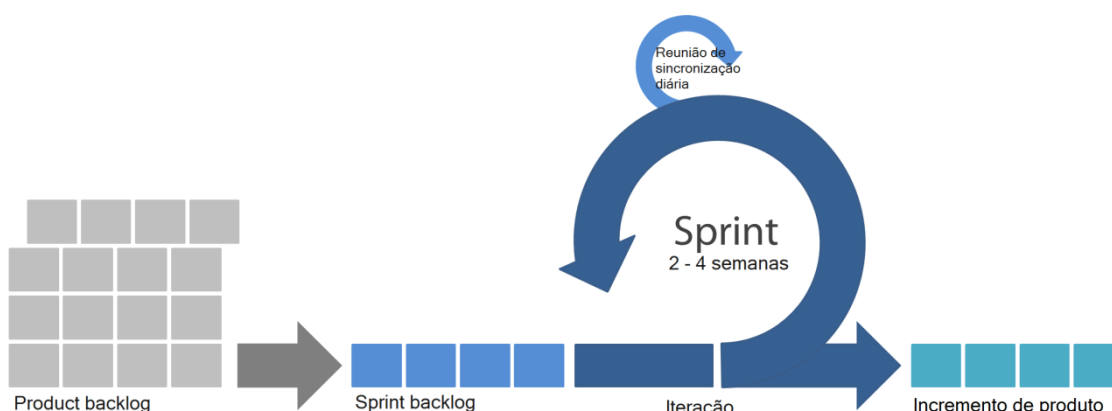 Reunião de
sincronização
diária
Sprint
2 - 4 semanas
Product backlog
Sprint backlog
Iteração
Incremento de produto